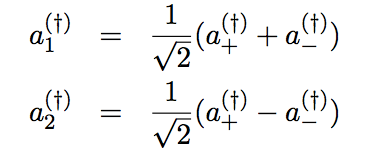 a_1^{(†)} = \frac{1}{\sqrt{2}}(a_+^{(†)} + a_-^{(†)})
a_2^{(†)} = \frac{1}{\sqrt{2}}(a_+^{(†)} − a_-^{(†)})